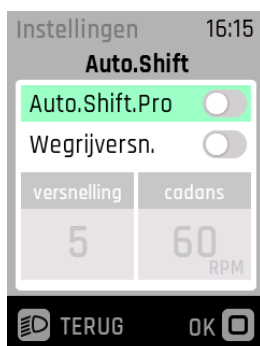 Instellingen 16:15
Auto.Shift
Auto.Shift.Pro
Wegrijversn.
versnelling cadans
5 60
RPM
TERUG OK